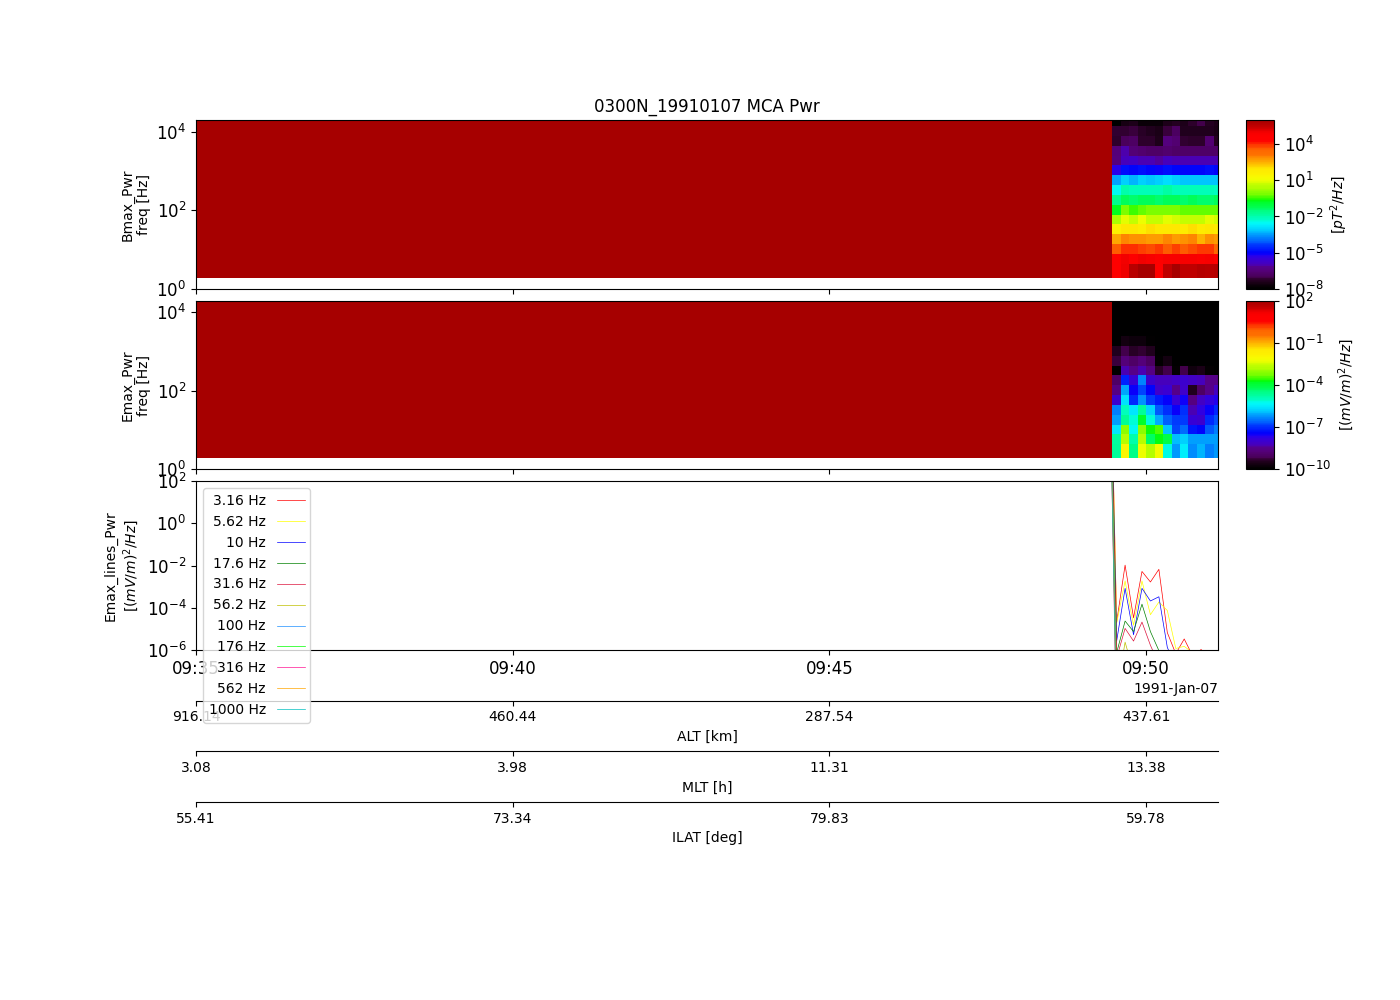 0300N_19910107 MCA Pwr
Bmax_Pwr
freq [Hz]
10^4
10^2
10^0
10^4
10^1
10^-2
10^-5
10^-8
[pT^2/Hz]
Emax_Pwr
freq [Hz]
10^4
10^2
10^0
10^2
10^-1
10^-4
10^-7
10^-10
[(mV/m)^2/Hz]
Emax_lines_Pwr
[(mV/m)^2/Hz]
10^2
10^0
10^-2
10^-4
10^-6
3.16 Hz
5.62 Hz
10 Hz
17.6 Hz
31.6 Hz
56.2 Hz
100 Hz
176 Hz
316 Hz
562 Hz
1000 Hz
09:35 09:40 09:45 09:50
1991-Jan-07
916.14 460.44 287.54 437.61
ALT [km]
3.08 3.98 11.31 13.38
MLT [h]
55.41 73.34 79.83 59.78
ILAT [deg]